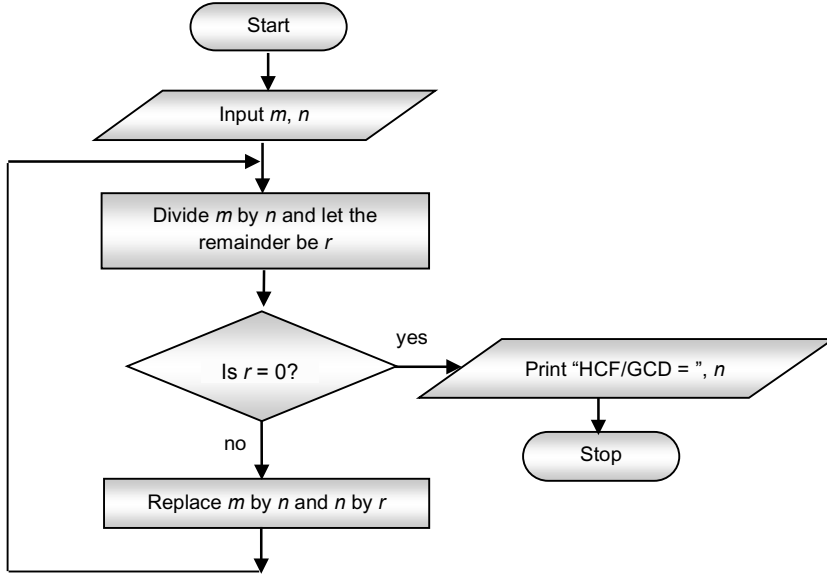 Start
Input m, n
Divide m by n and let the
remainder be r
Is r = 0?
yes
Print “HCF/GCD = ”, n
no
Stop
Replace m by n and n by r